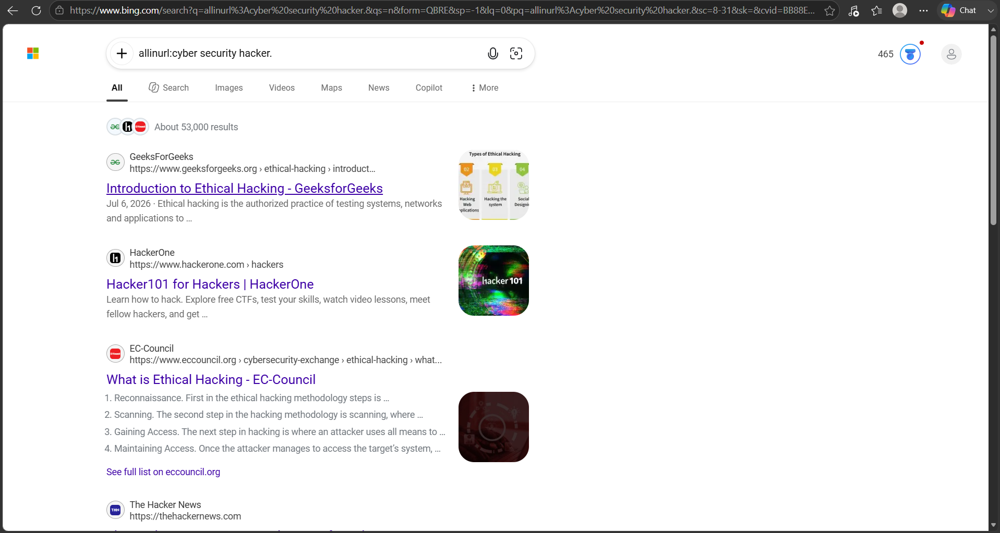 https://www.bing.com/search?q=allinurl%3Acyber%20security%20hacker.&qs=n&form=QBRE&sp=-1&lq=0&pq=allinurl%3Acyber%20security%20hacker.&sc=8-31&sk=&cvid=BB88E...
Chat
allinurl:cyber security hacker.
465
All
Search
Images
Videos
Maps
News
Copilot
More
About 53,000 results
GeeksForGeeks
https://www.geeksforgeeks.org › ethical-hacking › introduct...
Introduction to Ethical Hacking - GeeksforGeeks
Jul 6, 2026 · Ethical hacking is the authorized practice of testing systems, networks
and applications to ...
Types of Ethical Hacking
02
03
04
Hacking
Web
plications
Hacking the
system
Social
Designi
HackerOne
https://www.hackerone.com › hackers
Hacker101 for Hackers | HackerOne
Learn how to hack. Explore free CTFs, test your skills, watch video lessons, meet
fellow hackers, and get ...
hacker101
EC-Council
https://www.eccouncil.org › cybersecurity-exchange › ethical-hacking › what...
What is Ethical Hacking - EC-Council
1. Reconnaissance. First in the ethical hacking methodology steps is ...
2. Scanning. The second step in the hacking methodology is scanning, where ...
3. Gaining Access. The next step in hacking is where an attacker uses all means to ...
4. Maintaining Access. Once the attacker manages to access the target's system, ...
See full list on eccouncil.org
THN
The Hacker News
https://thehackernews.com